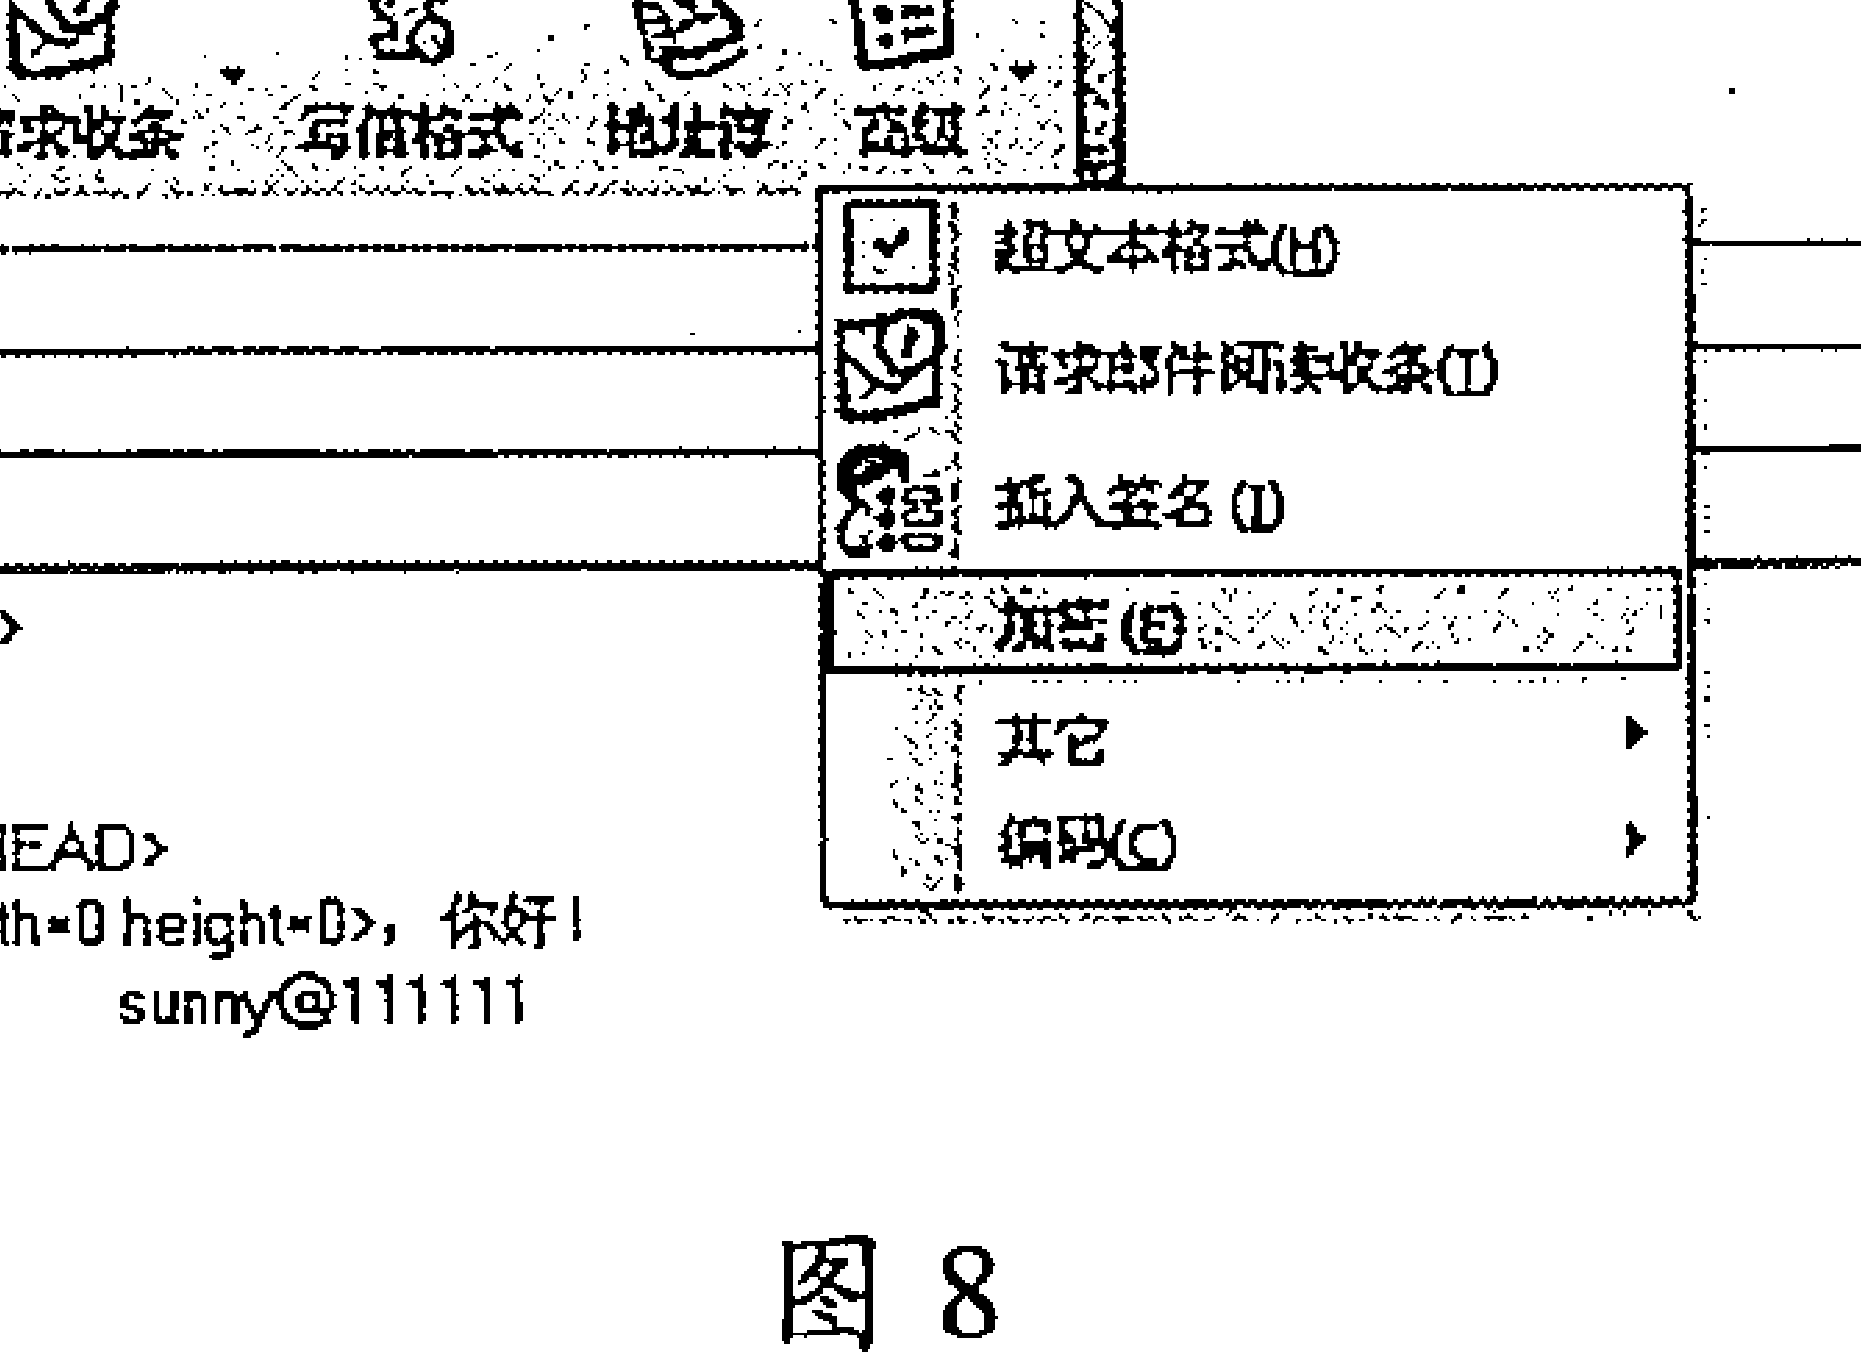 请求收条 写信格式 地址簿 高级
超文本格式(H)
请求邮件阅读收条(T)
插入签名(I)
>
加密(E)
其它
HEAD>
编码(C)
th=0 height=0>，你好！
sunny@111111
图 8